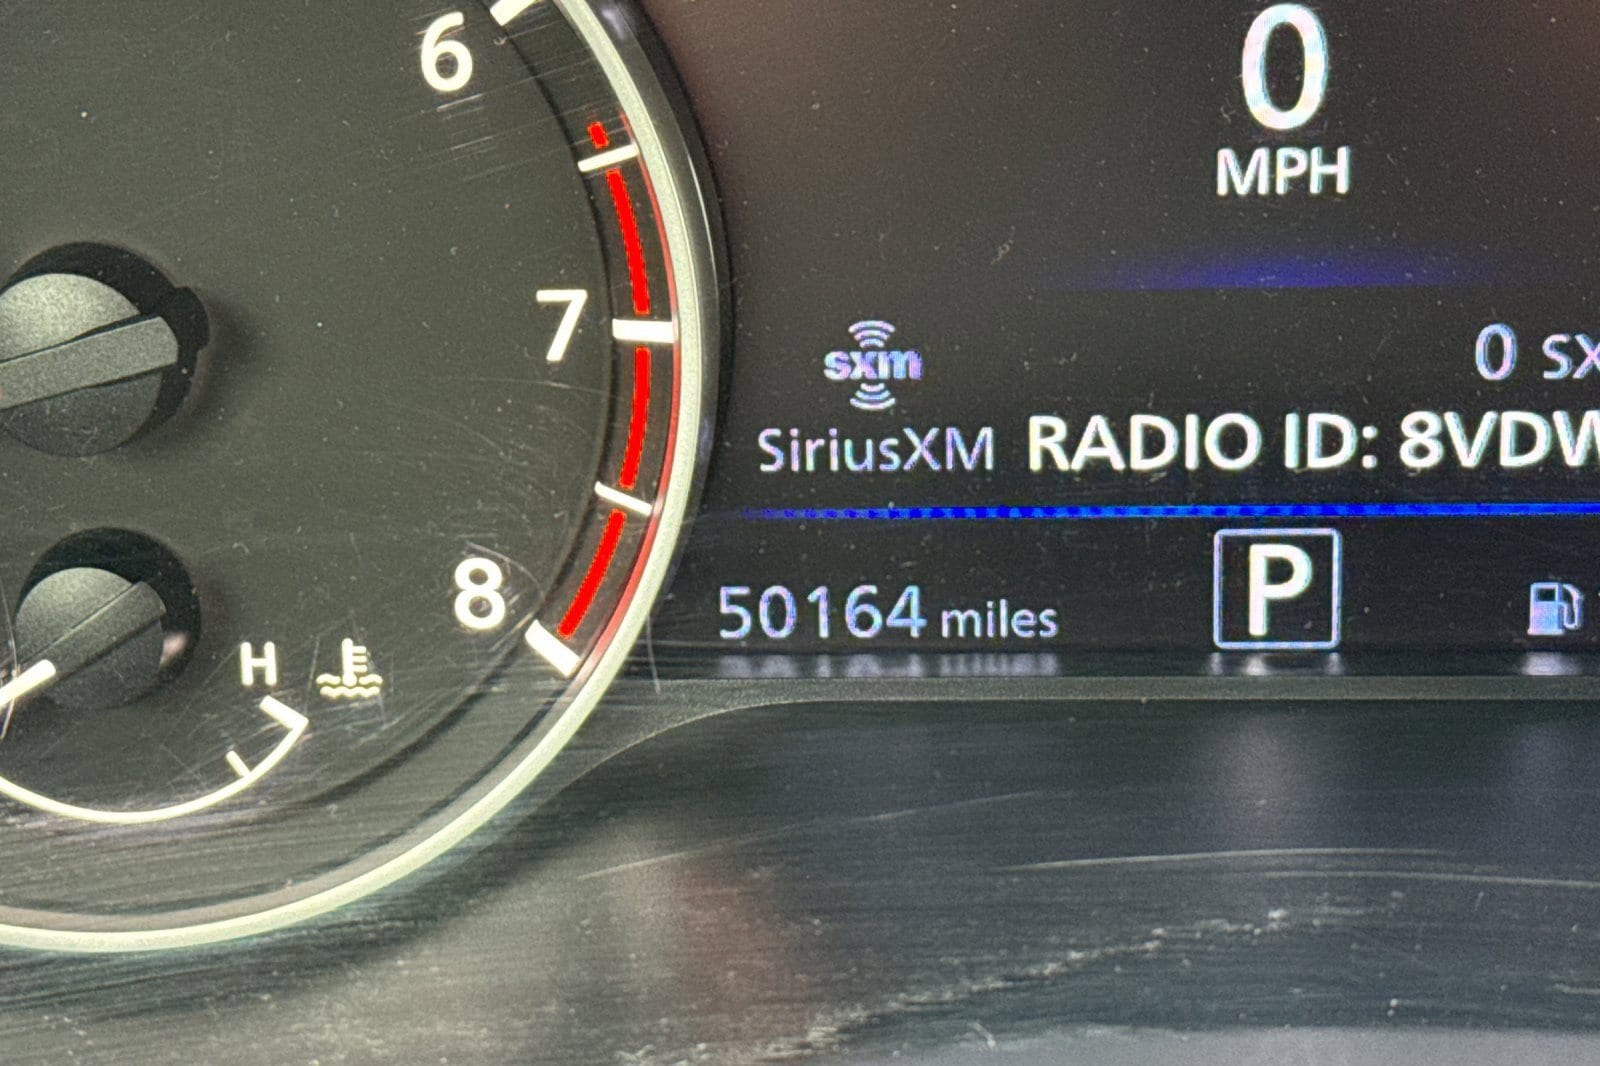 6
7
8
H
0
MPH
sxm
SiriusXM
0 SX
RADIO ID: 8VDW
50164 miles
P